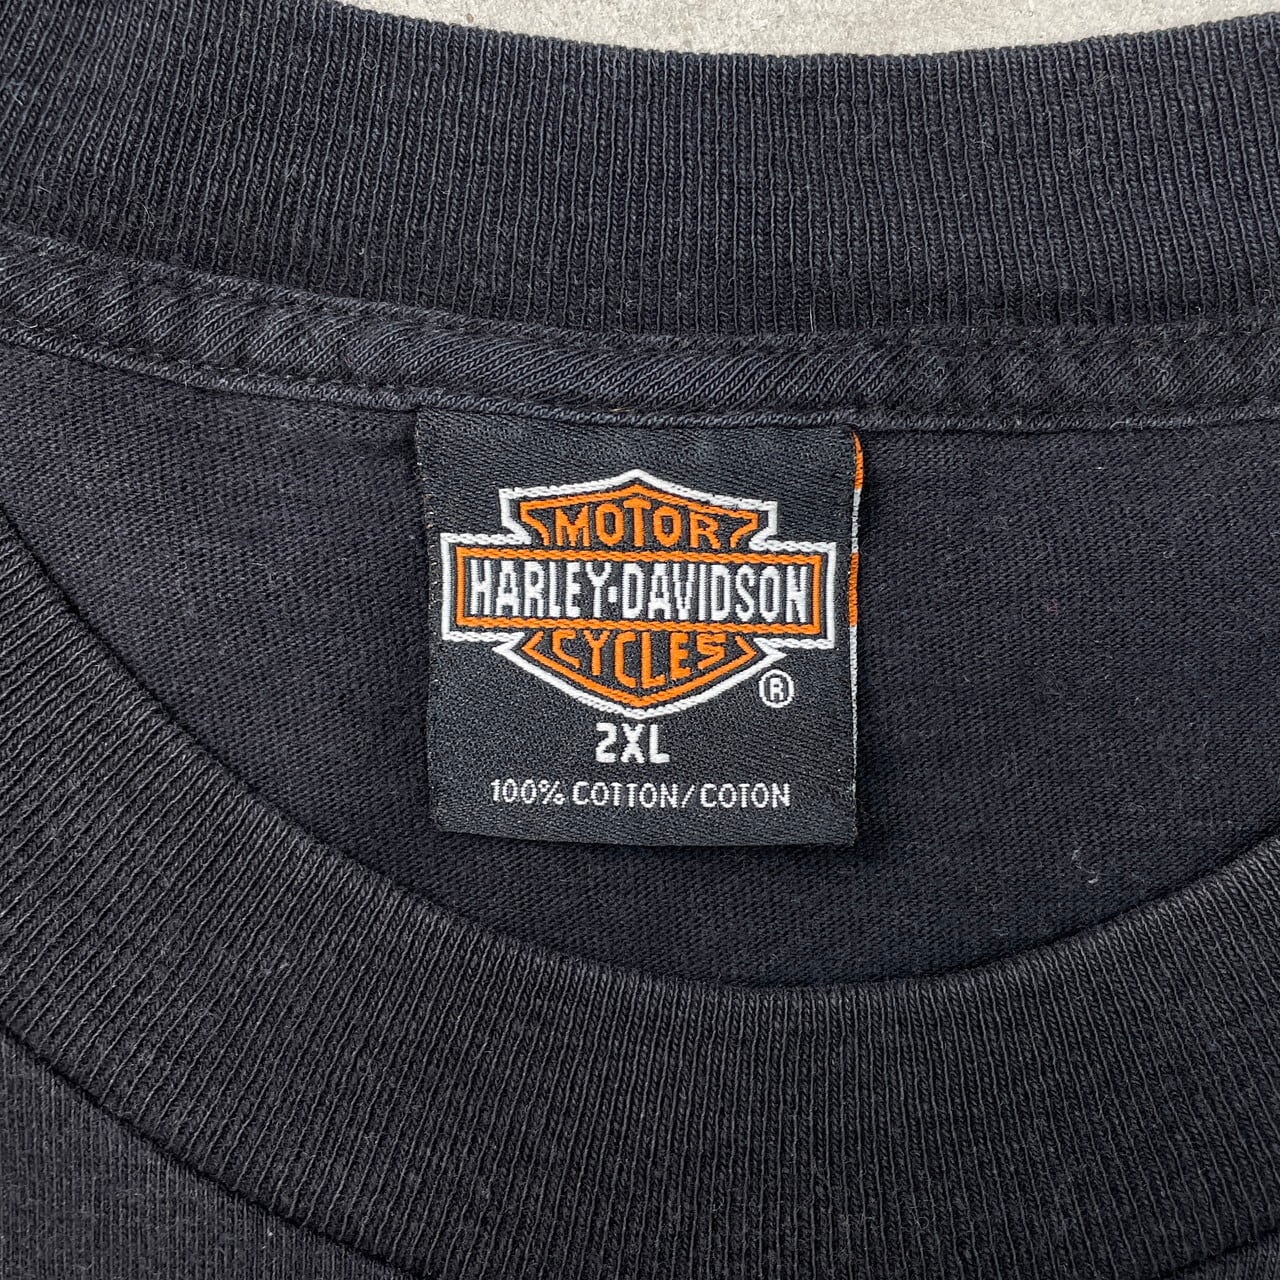 MOTOR
HARLEY-DAVIDSON
CYCLES
®
2XL
100% COTTON/COTON